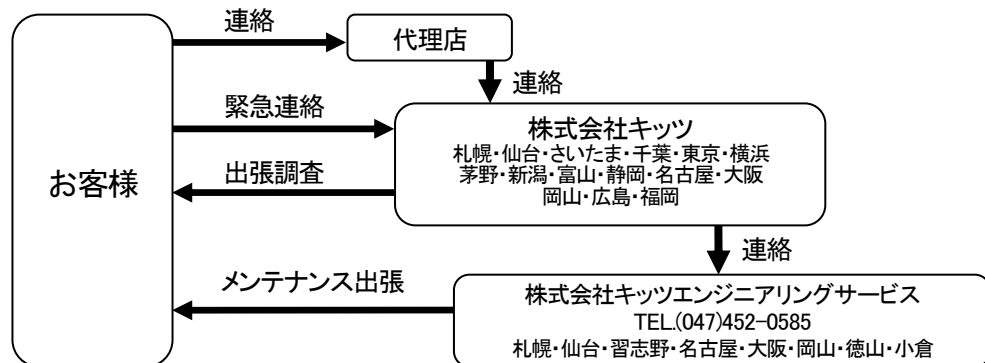 連絡
代理店
連絡
緊急連絡
株式会社キッツ
札幌・仙台・さいたま・千葉・東京・横浜
茅野・新潟・富山・静岡・名古屋・大阪
岡山・広島・福岡
お客様
出張調査
連絡
メンテナンス出張
株式会社キッツエンジニアリングサービス
TEL.(047)452-0585
札幌・仙台・習志野・名古屋・大阪・岡山・徳山・小倉